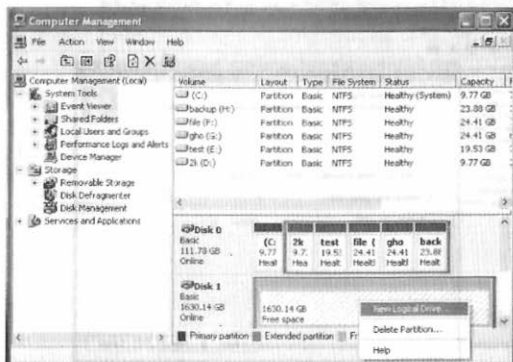 Computer Management
File Action View Window Help
Computer Management (Local)
System Tools
Event Viewer
Shared Folders
Local Users and Groups
Performance Logs and Alerts
Device Manager
Storage
Removable Storage
Disk Defragmenter
Disk Management
Services and Applications
Volume Layout Type File System Status Capacity F
(C:) Partition Basic NTFS Healthy (System) 9.77 GB
backup (H:) Partition Basic NTFS Healthy 23.88 GB
file (F:) Partition Basic NTFS Healthy 24.41 GB
gho (G:) Partition Basic NTFS Healthy 24.41 GB
test (E:) Partition Basic NTFS Healthy 19.53 GB
2k (D:) Partition Basic NTFS Healthy 9.77 GB
Disk 0
Basic
111.78 GB
Online
(C:
9.77
Healt
2k
9.7:
Hea
test
19.5:
Healt
file (
24.41
Healtl
gho
24.41
Healtl
back
23.88
Healt
Disk 1
Basic
1630.14 GB
Online
1630.14 GB
Free space
New Logical Drive...
Delete Partition...
Help
Primary partition Extended partition Fr